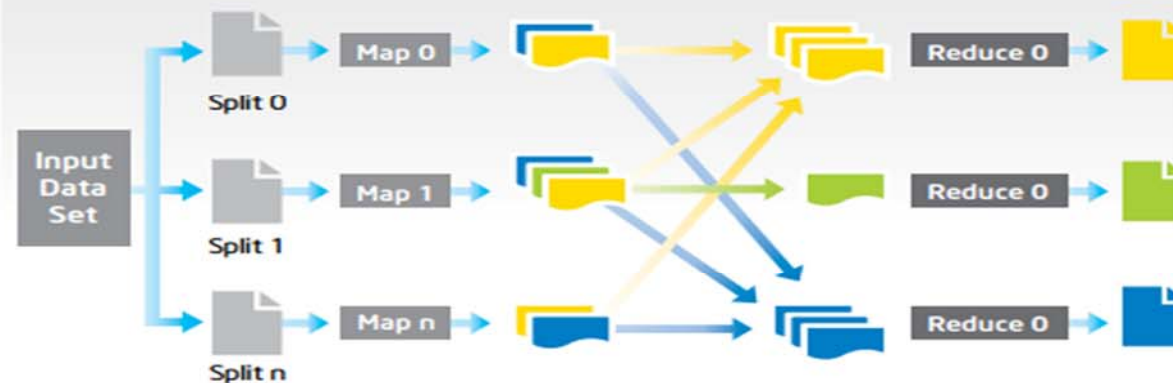 Map 0
Reduce 0
Split 0
Input
Data
Set
Map 1
Reduce 0
Split 1
Map n
Reduce 0
Split n